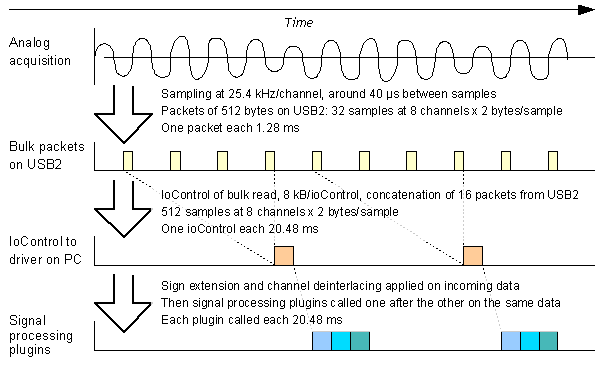 Time
Analog
acquisition
Sampling at 25.4 kHz/channel, around 40 µs between samples
Packets of 512 bytes on USB2: 32 samples at 8 channels x 2 bytes/sample
One packet each 1.28 ms
Bulk packets
on USB2
IoControl of bulk read, 8 kB/ioControl, concatenation of 16 packets from USB2
512 samples at 8 channels x 2 bytes/sample
One ioControl each 20.48 ms
IoControl to
driver on PC
Sign extension and channel deinterlacing applied on incoming data
Then signal processing plugins called one after the other on the same data
Each plugin called each 20.48 ms
Signal
processing
plugins